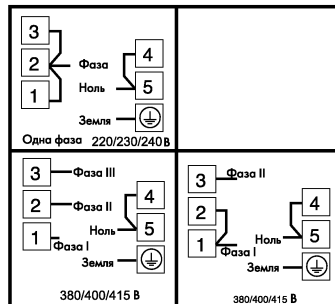 3
2
1
Фаза
Ноль
4
5
Земля
Одна фаза 220/230/240 В
3
Фаза III
2
Фаза II
1
Фаза I
4
Ноль
5
Земля
380/400/415 В
3
Фаза II
2
1
Фаза I
4
Ноль
5
Земля
380/400/415 В